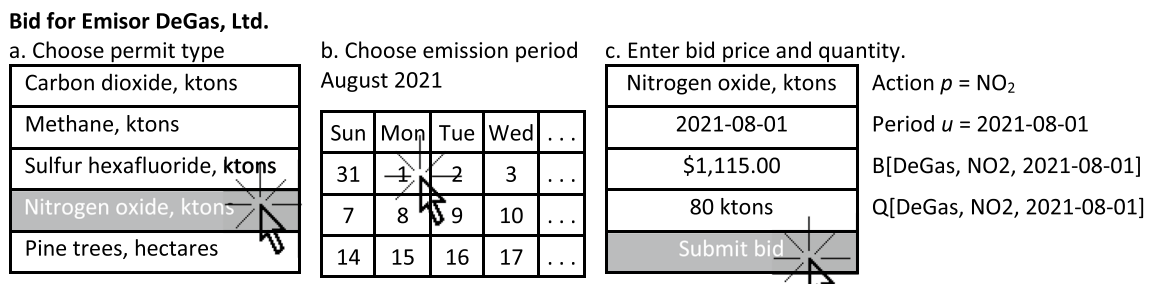 Bid for Emisor DeGas, Ltd.
a. Choose permit type
Carbon dioxide, ktons
Methane, ktons
Sulfur hexafluoride, ktons
Nitrogen oxide, ktons
Pine trees, hectares
b. Choose emission period
August 2021
Sun Mon Tue Wed ...
31 1 2 3 ...
7 8 9 10 ...
14 15 16 17 ...
c. Enter bid price and quantity.
Nitrogen oxide, ktons Action p = NO₂
2021-08-01 Period u = 2021-08-01
$1,115.00 B[DeGas, NO2, 2021-08-01]
80 ktons Q[DeGas, NO2, 2021-08-01]
Submit bid